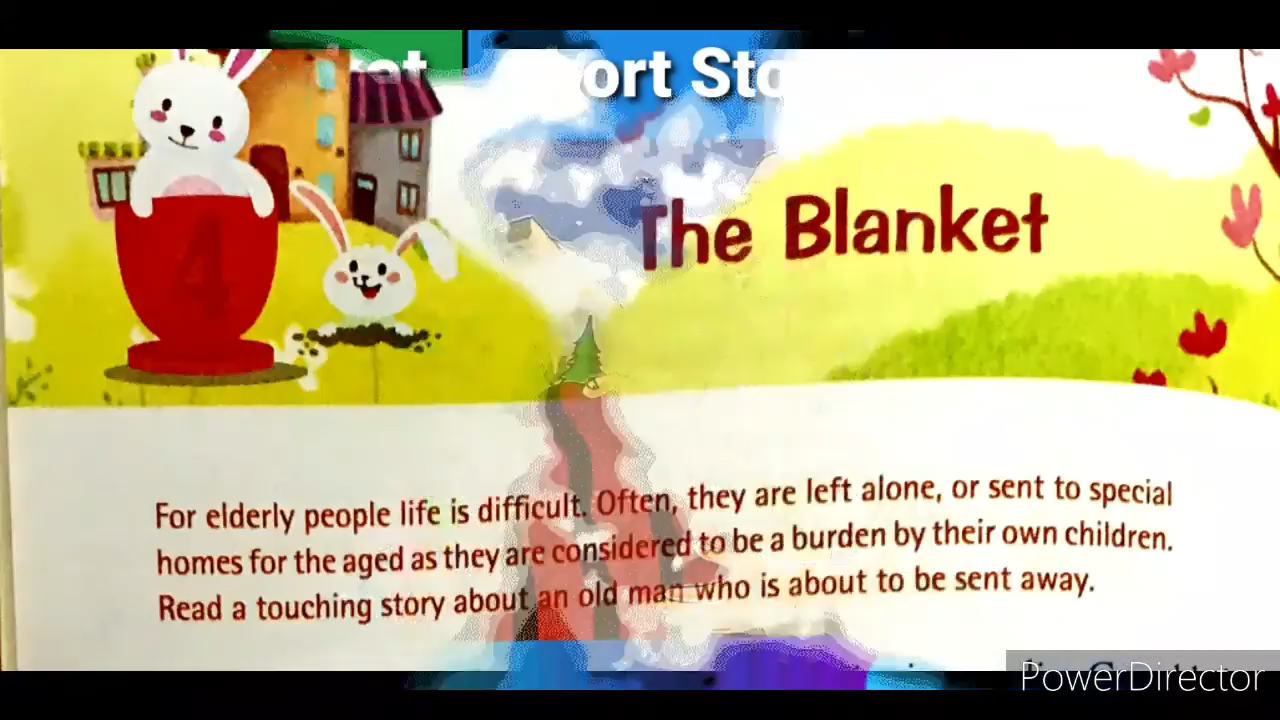 The Blanket
4
For elderly people life is difficult. Often, they are left alone, or sent to special
homes for the aged as they are considered to be a burden by their own children.
Read a touching story about an old man who is about to be sent away.
PowerDirector